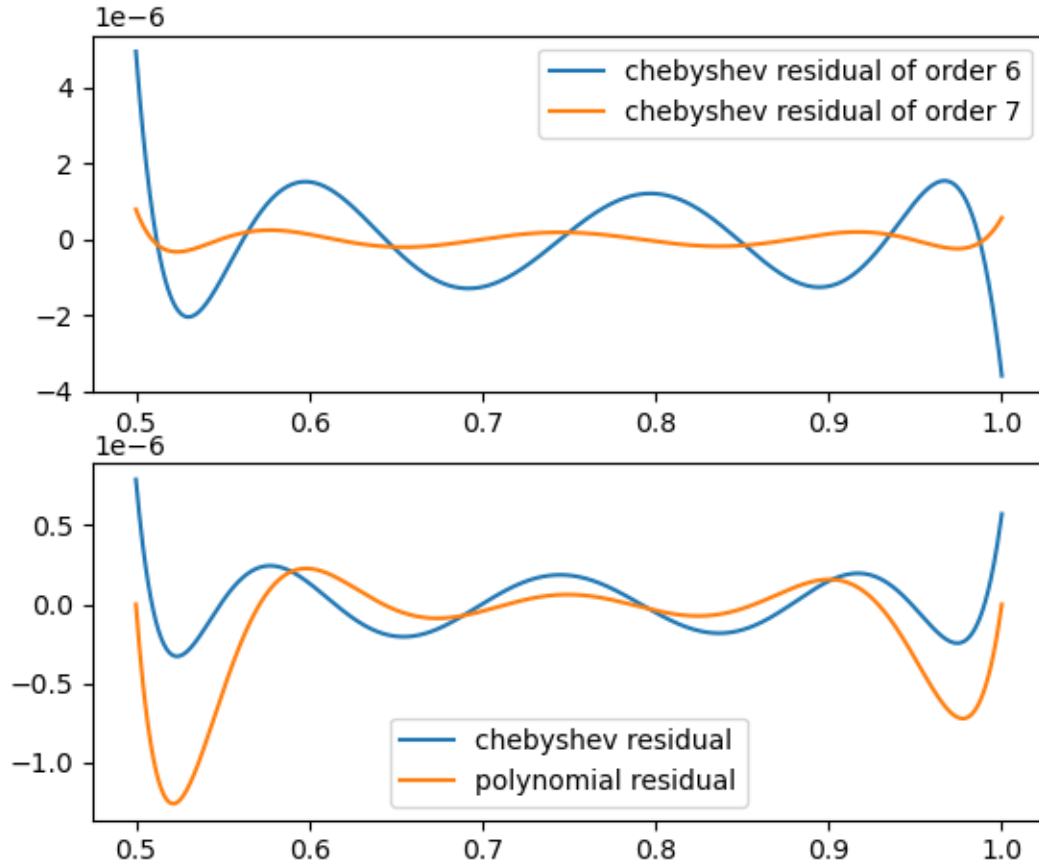 1e−6
4
2
0
−2
−4
chebyshev residual of order 6
chebyshev residual of order 7
0.5 0.6 0.7 0.8 0.9 1.0
1e−6
0.5
0.0
−0.5
−1.0
chebyshev residual
polynomial residual
0.5 0.6 0.7 0.8 0.9 1.0